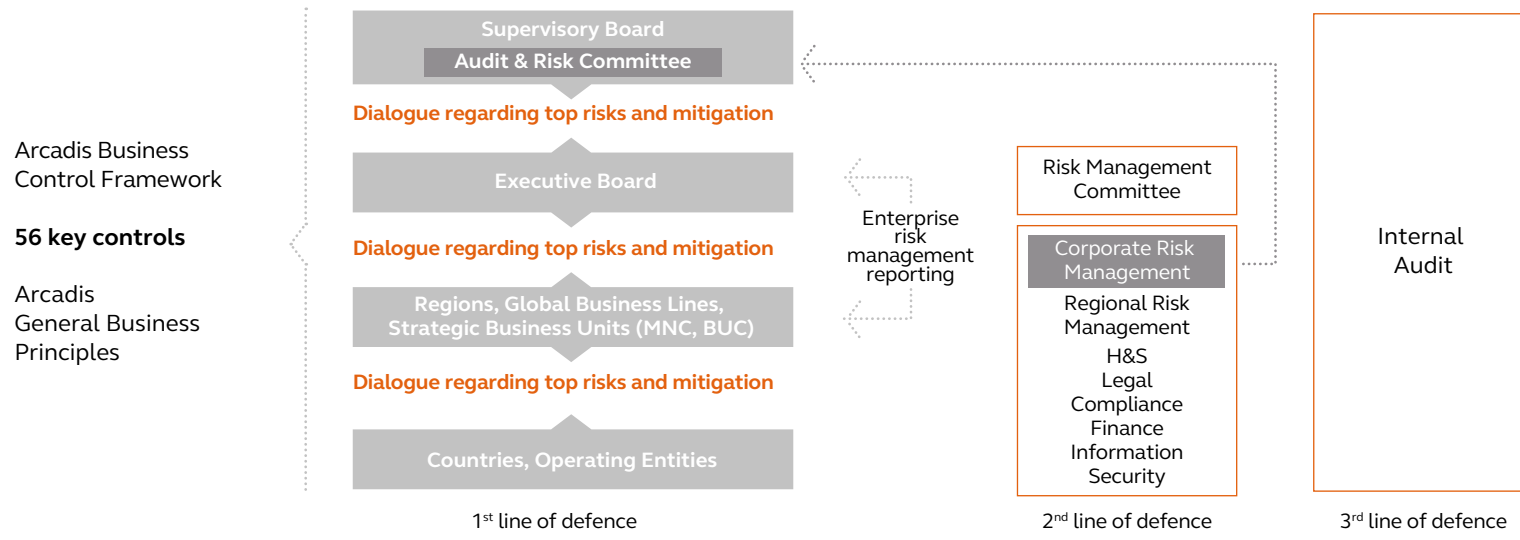 Arcadis Business
Control Framework
56 key controls
Arcadis
General Business
Principles
Supervisory Board
Audit & Risk Committee
Dialogue regarding top risks and mitigation
Executive Board
Dialogue regarding top risks and mitigation
Regions, Global Business Lines,
Strategic Business Units (MNC, BUC)
Dialogue regarding top risks and mitigation
Countries, Operating Entities
1st line of defence
Enterprise
risk
management
reporting
Risk Management
Committee
Corporate Risk
Management
Regional Risk
Management
H&S
Legal
Compliance
Finance
Information
Security
2nd line of defence
Internal
Audit
3rd line of defence